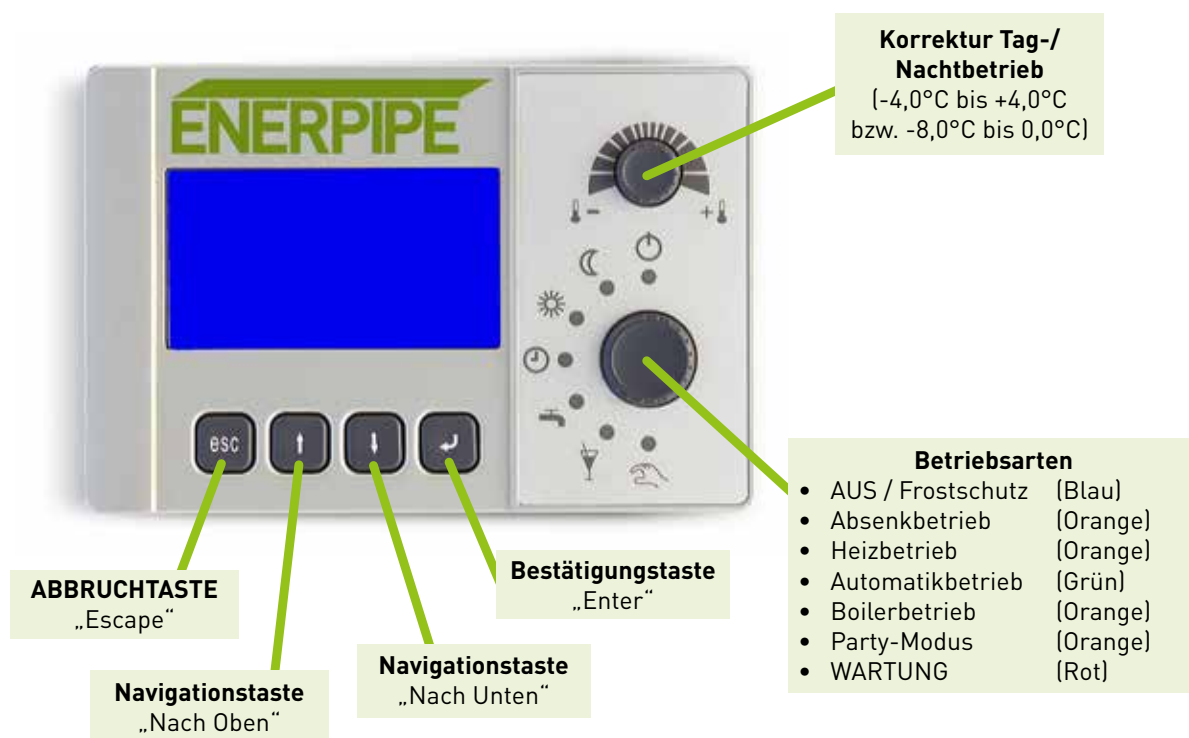 Korrektur Tag-/
Nachtbetrieb
(-4,0°C bis +4,0°C
bzw. -8,0°C bis 0,0°C)
ENERPIPE
esc
Betriebsarten
• AUS / Frostschutz (Blau)
• Absenkbetrieb (Orange)
• Heizbetrieb (Orange)
• Automatikbetrieb (Grün)
• Boilerbetrieb (Orange)
• Party-Modus (Orange)
• WARTUNG (Rot)
Bestätigungstaste
„Enter“
ABBRUCHTASTE
„Escape“
Navigationstaste
„Nach Unten“
Navigationstaste
„Nach Oben“